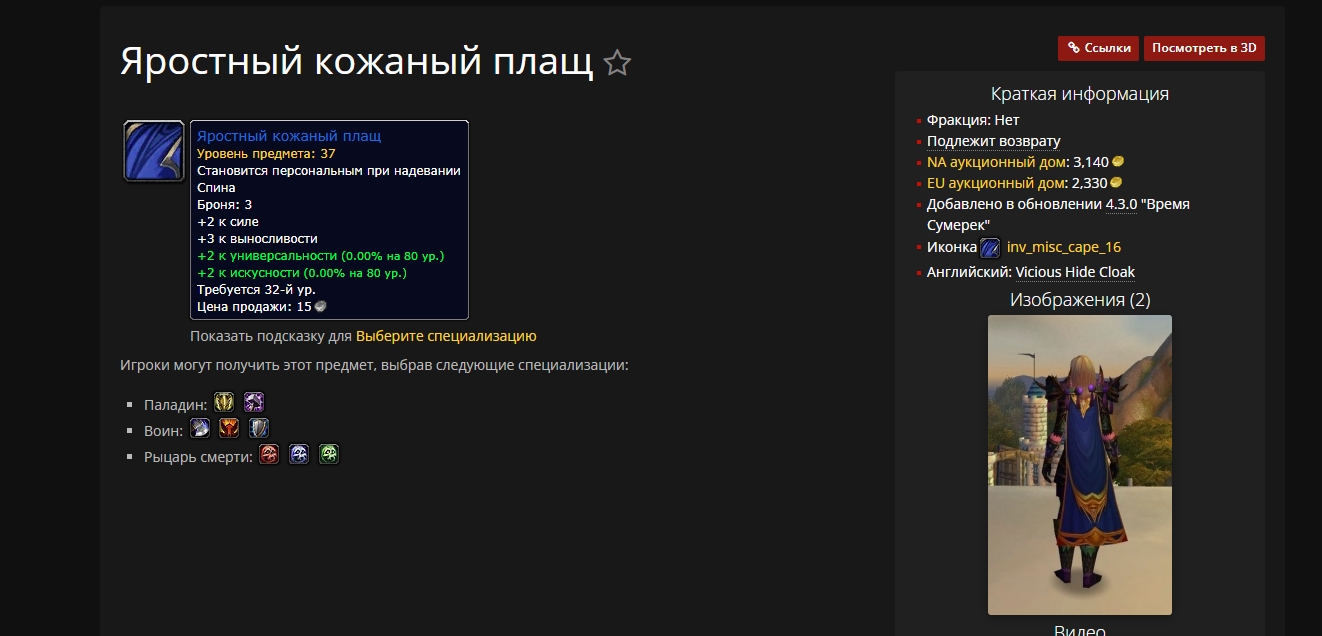 Яростный кожаный плащ
Ссылки
Посмотреть в 3D
Яростный кожаный плащ
Уровень предмета: 37
Становится персональным при надевании
Спина
Броня: 3
+2 к силе
+3 к выносливости
+2 к универсальности (0.00% на 80 ур.)
+2 к искусности (0.00% на 80 ур.)
Требуется 32-й ур.
Цена продажи: 15
Показать подсказку для Выберите специализацию
Игроки могут получить этот предмет, выбрав следующие специализации:
Паладин:
Воин:
Рыцарь смерти:
Краткая информация
Фракция: Нет
Подлежит возврату
NA аукционный дом: 3,140
EU аукционный дом: 2,330
Добавлено в обновлении 4.3.0 "Время
Сумерек"
Иконка inv_misc_cape_16
Английский: Vicious Hide Cloak
Изображения (2)
Видео